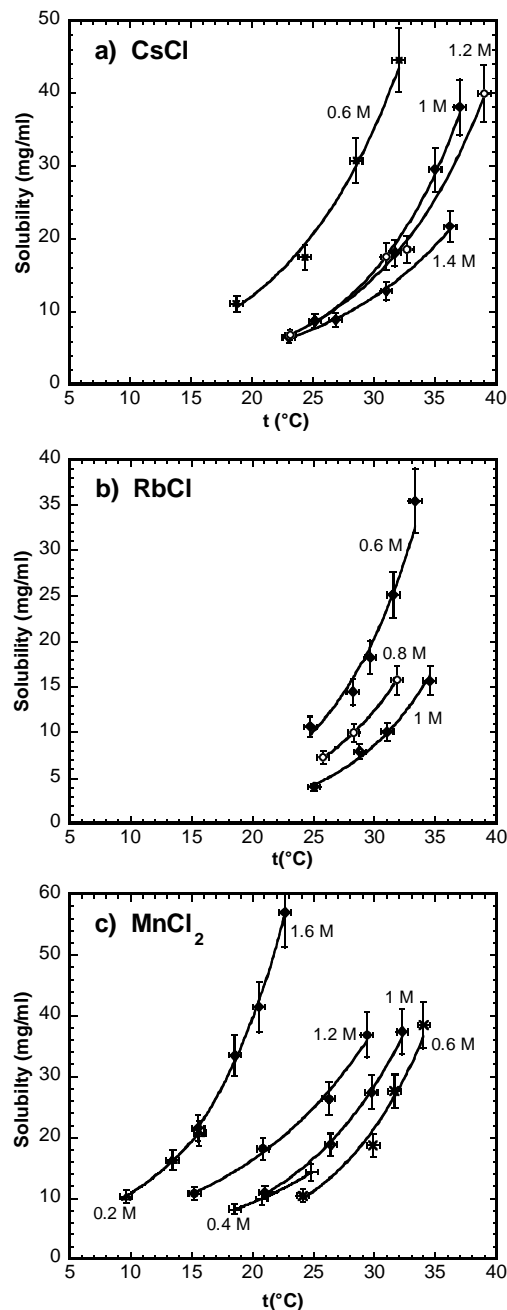 50
a) CsCl
1.2 M
40
1 M
0.6 M
30
20
1.4 M
10
0
Solubility (mg/ml)
5 10 15 20 25 30 35 40
t (°C)
40
b) RbCl
35
0.6 M
30
25
20
0.8 M
15
1 M
10
5
0
Solubility (mg/ml)
5 10 15 20 25 30 35 40
t(°C)
60
c) MnCl2
1.6 M
50
1 M
40
1.2 M
0.6 M
30
20
10
0.2 M
0.4 M
0
Solubility (mg/ml)
5 10 15 20 25 30 35 40
t(°C)